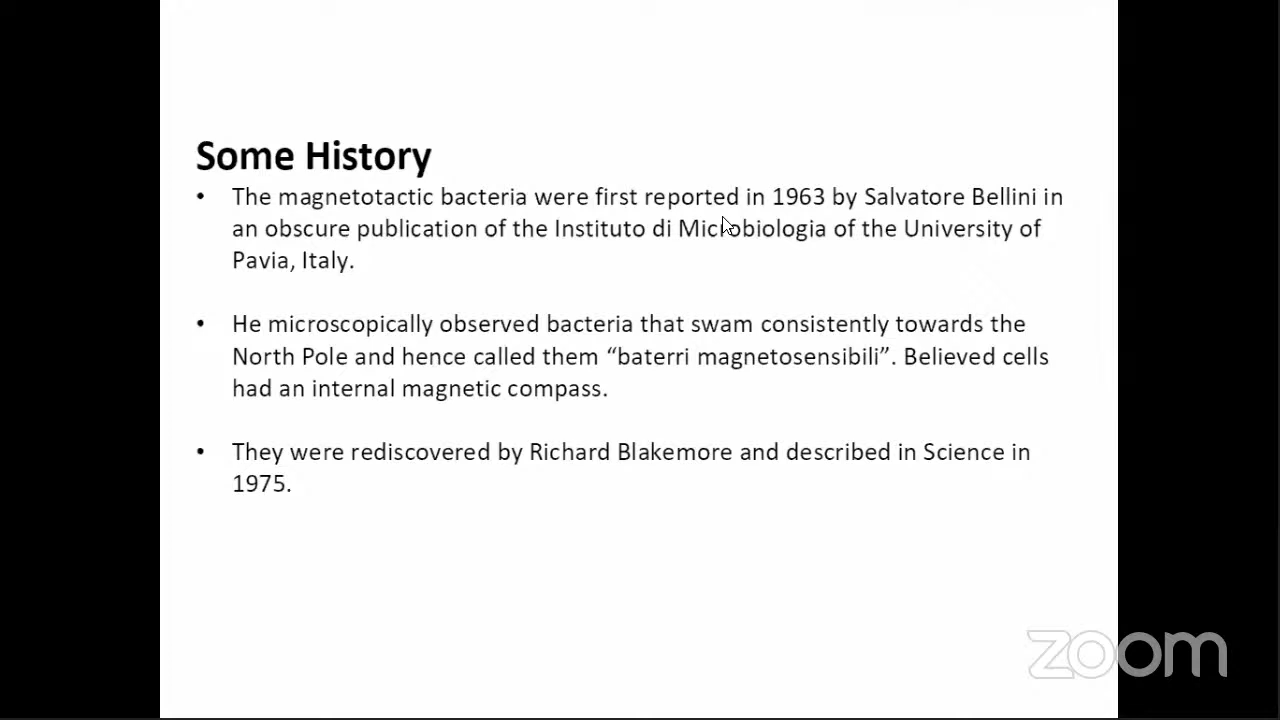 Some History
• The magnetotactic bacteria were first reported in 1963 by Salvatore Bellini in
an obscure publication of the Instituto di Microbiologia of the University of
Pavia, Italy.
• He microscopically observed bacteria that swam consistently towards the
North Pole and hence called them “baterri magnetosensibili”. Believed cells
had an internal magnetic compass.
• They were rediscovered by Richard Blakemore and described in Science in
1975.
zoom